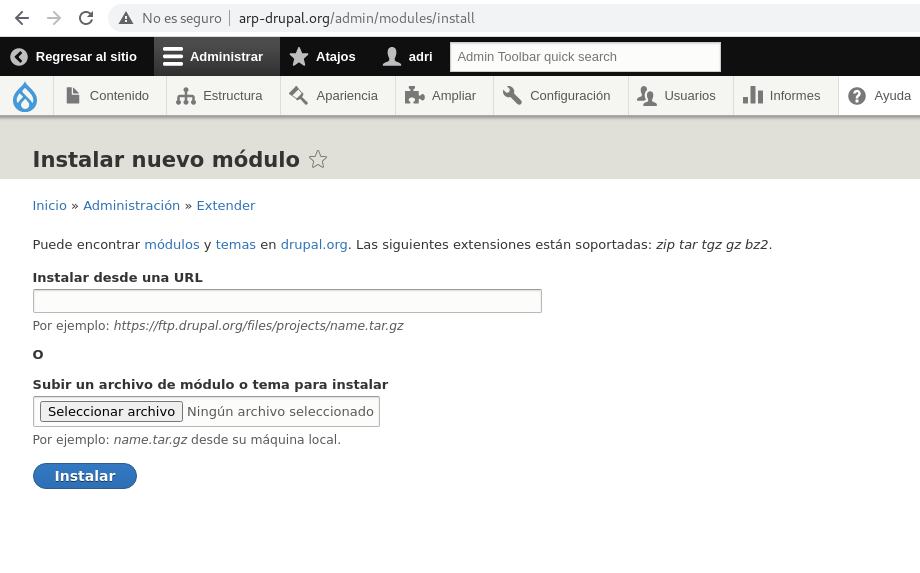 No es seguro | arp-drupal.org/admin/modules/install
Regresar al sitio Administrar Atajos adri Admin Toolbar quick search
Contenido Estructura Apariencia Ampliar Configuración Usuarios Informes Ayuda
Instalar nuevo módulo
Inicio » Administración » Extender
Puede encontrar módulos y temas en drupal.org. Las siguientes extensiones están soportadas: zip tar tgz gz bz2.
Instalar desde una URL
Por ejemplo: https://ftp.drupal.org/files/projects/name.tar.gz
O
Subir un archivo de módulo o tema para instalar
Seleccionar archivo Ningún archivo seleccionado
Por ejemplo: name.tar.gz desde su máquina local.
Instalar